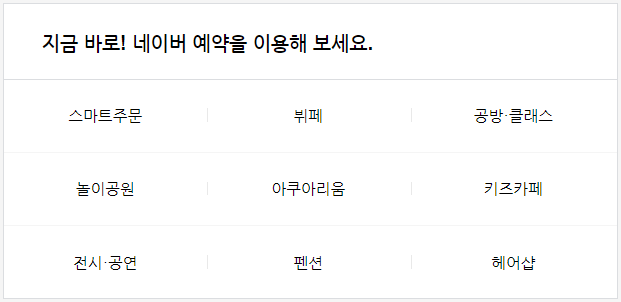 지금 바로! 네이버 예약을 이용해 보세요.
스마트주문 뷔페 공방·클래스
놀이공원 아쿠아리움 키즈카페
전시·공연 펜션 헤어샵